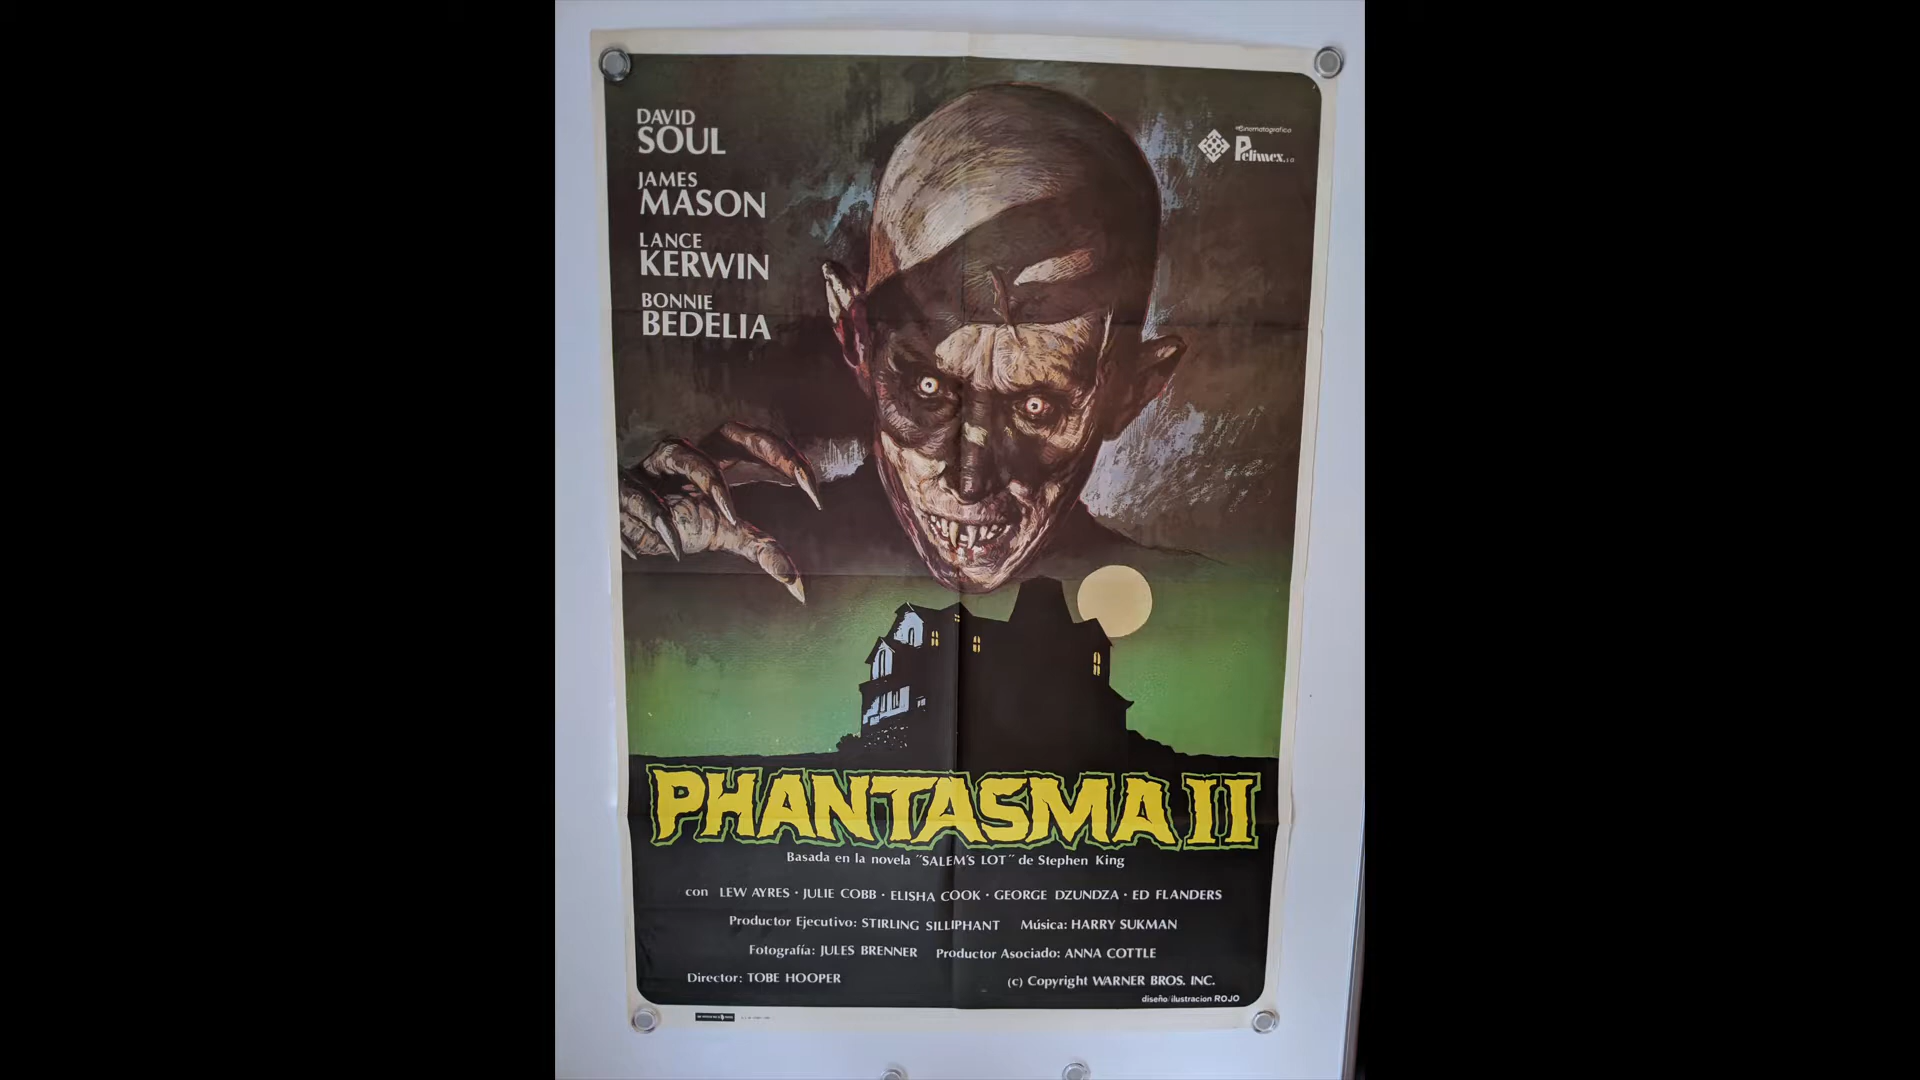 DAVID
SOUL
JAMES
MASON
LANCE
KERWIN
BONNIE
BEDELIA
Cinematografica
Pelimex, s.a.
PHANTASMA II
Basada en la novela "SALEM'S LOT" de Stephen King
con LEW AYRES · JULIE COBB · ELISHA COOK · GEORGE DZUNDZA · ED FLANDERS
Productor Ejecutivo: STIRLING SILLIPHANT Música: HARRY SUKMAN
Fotografía: JULES BRENNER Productor Asociado: ANNA COTTLE
Director: TOBE HOOPER (c) Copyright WARNER BROS. INC.
diseño/ilustracion ROJO